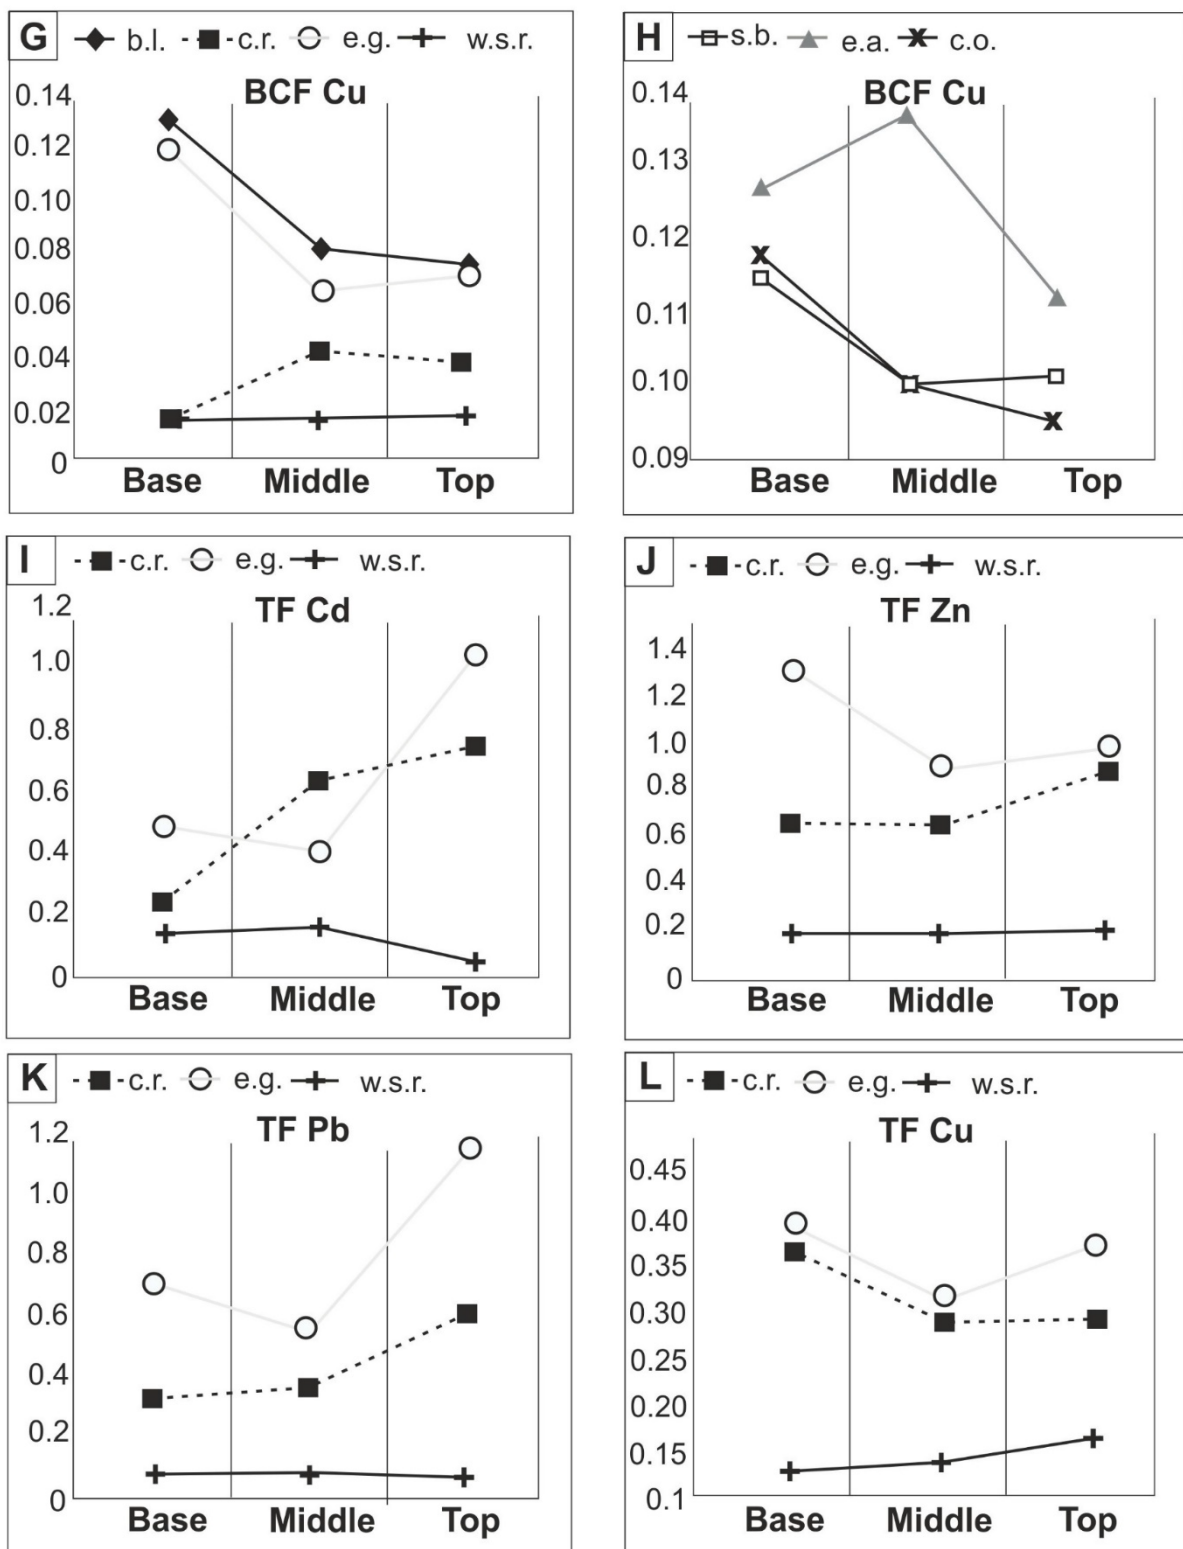 G b.l. c.r. e.g. w.s.r.
BCF Cu
0.14
0.12
0.10
0.08
0.06
0.04
0.02
0
Base Middle Top
H s.b. e.a. c.o.
BCF Cu
0.14
0.13
0.12
0.11
0.10
0.09
Base Middle Top
I c.r. e.g. w.s.r.
TF Cd
1.2
1.0
0.8
0.6
0.4
0.2
0
Base Middle Top
J c.r. e.g. w.s.r.
TF Zn
1.4
1.2
1.0
0.8
0.6
0.4
0.2
0
Base Middle Top
K c.r. e.g. w.s.r.
TF Pb
1.2
1.0
0.8
0.6
0.4
0.2
0
Base Middle Top
L c.r. e.g. w.s.r.
TF Cu
0.45
0.40
0.35
0.30
0.25
0.20
0.15
0.1
Base Middle Top